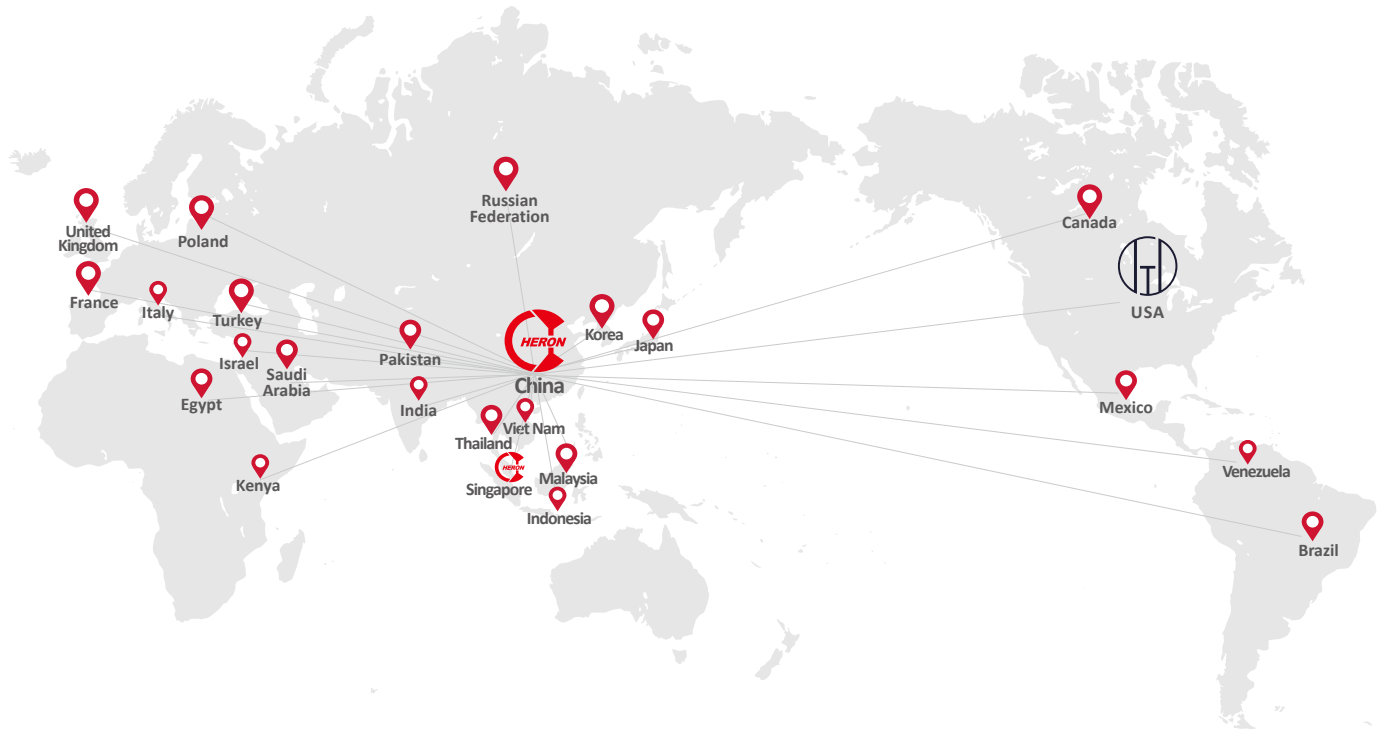 Russian
Federation
Canada
United
Kingdom
Poland
France
Italy
Turkey
USA
HERON
Korea
Japan
Pakistan
Israel
Saudi
Arabia
China
Egypt
India
Mexico
Viet Nam
Thailand
HERON
Singapore
Malaysia
Venezuela
Kenya
Indonesia
Brazil